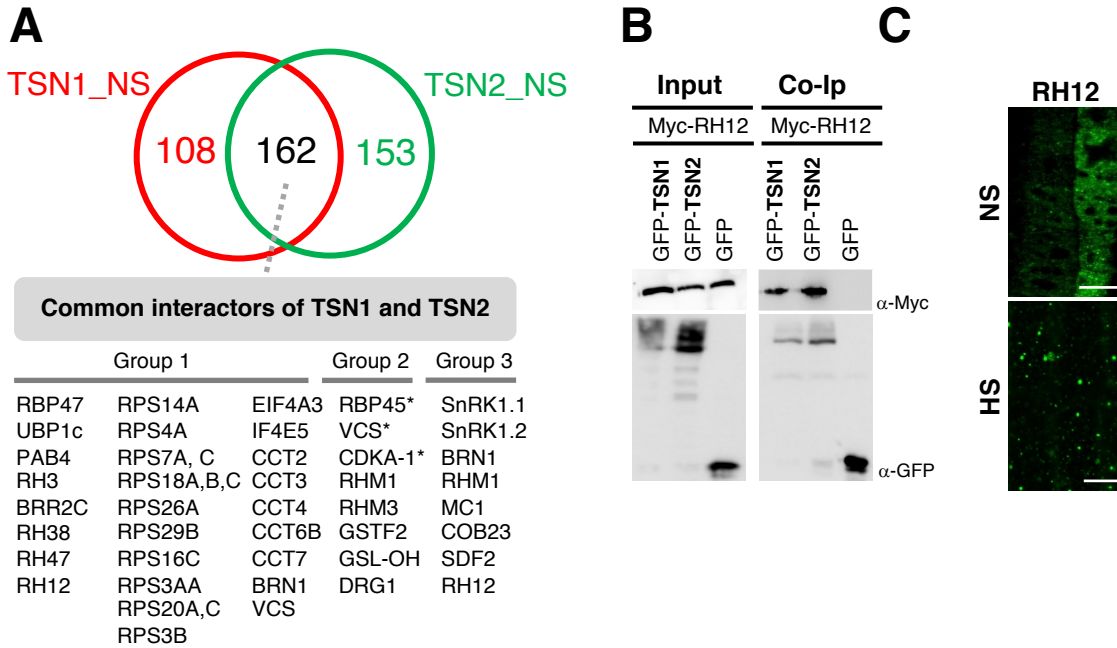 A
TSN1_NS
TSN2_NS
108
162
153
Common interactors of TSN1 and TSN2
Group 1 Group 2 Group 3
RBP47 RPS14A EIF4A3 RBP45* SnRK1.1
UBP1c RPS4A IF4E5 VCS* SnRK1.2
PAB4 RPS7A, C CCT2 CDKA-1* BRN1
RH3 RPS18A,B,C CCT3 RHM1 RHM1
BRR2C RPS26A CCT4 RHM3 MC1
RH38 RPS29B CCT6B GSTF2 COB23
RH47 RPS16C CCT7 GSL-OH SDF2
RH12 RPS3AA BRN1 DRG1 RH12
RPS20A,C VCS
RPS3B
B
Input Co-Ip
Myc-RH12 Myc-RH12
GFP-TSN1
GFP-TSN2
GFP
GFP-TSN1
GFP-TSN2
GFP
α-Myc
α-GFP
C
RH12
NS
HS